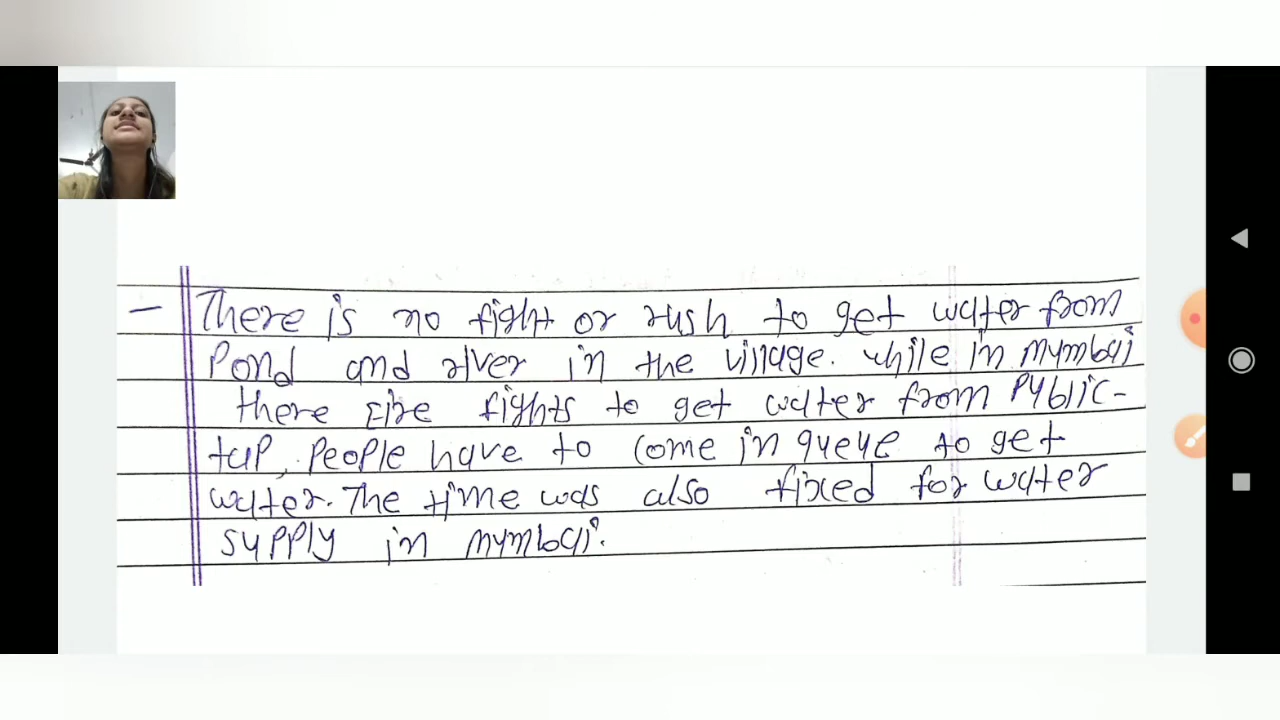 - There is no fight or rush to get water from
Pond and river in the village. while in mumbai
there are fights to get water from Public-
tap, People have to come in queue to get
water. The time was also fixed for water
supply in mumbai.